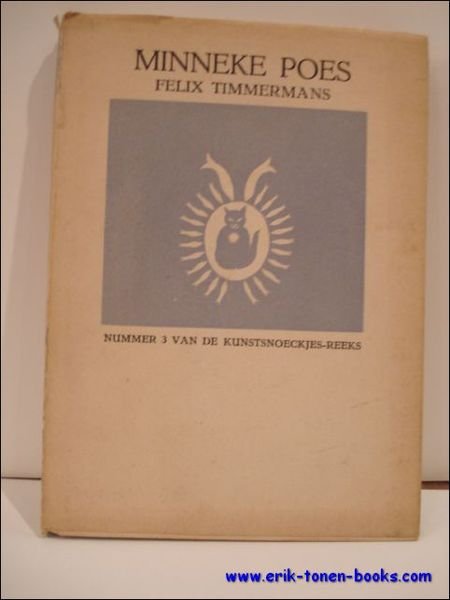 MINNEKE POES
FELIX TIMMERMANS
NUMMER 3 VAN DE KUNSTSNOECKJES-REEKS
www.erik-tonen-books.com